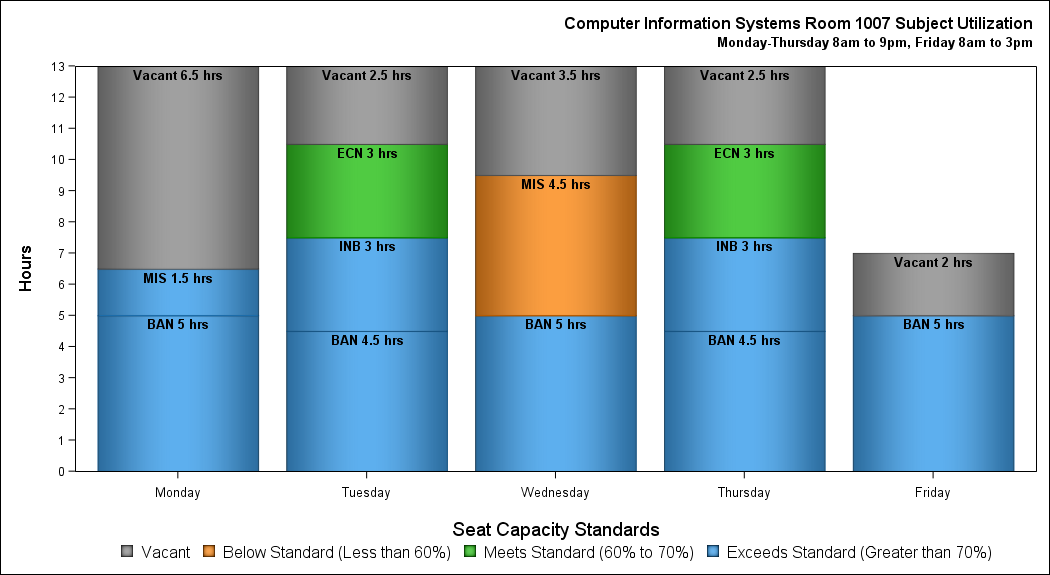 Computer Information Systems Room 1007 Subject Utilization
Monday-Thursday 8am to 9pm, Friday 8am to 3pm
Hours
13
12
11
10
9
8
7
6
5
4
3
2
1
0
Vacant 6.5 hrs
MIS 1.5 hrs
BAN 5 hrs
Vacant 2.5 hrs
ECN 3 hrs
INB 3 hrs
BAN 4.5 hrs
Vacant 3.5 hrs
MIS 4.5 hrs
BAN 5 hrs
Vacant 2.5 hrs
ECN 3 hrs
INB 3 hrs
BAN 4.5 hrs
Vacant 2 hrs
BAN 5 hrs
Monday Tuesday Wednesday Thursday Friday
Seat Capacity Standards
Vacant Below Standard (Less than 60%) Meets Standard (60% to 70%) Exceeds Standard (Greater than 70%)